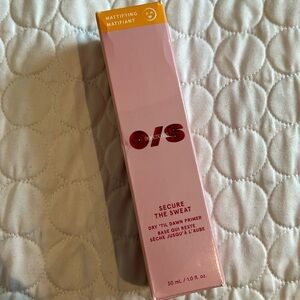 MATTIFYING
MATIFIANT
O/S
SECURE
THE SWEAT
DRY 'TIL DAWN PRIMER
BASE QUI RESTE
SÈCHE JUSQU'À L'AUBE
30 mL / 1.0 fl. oz.